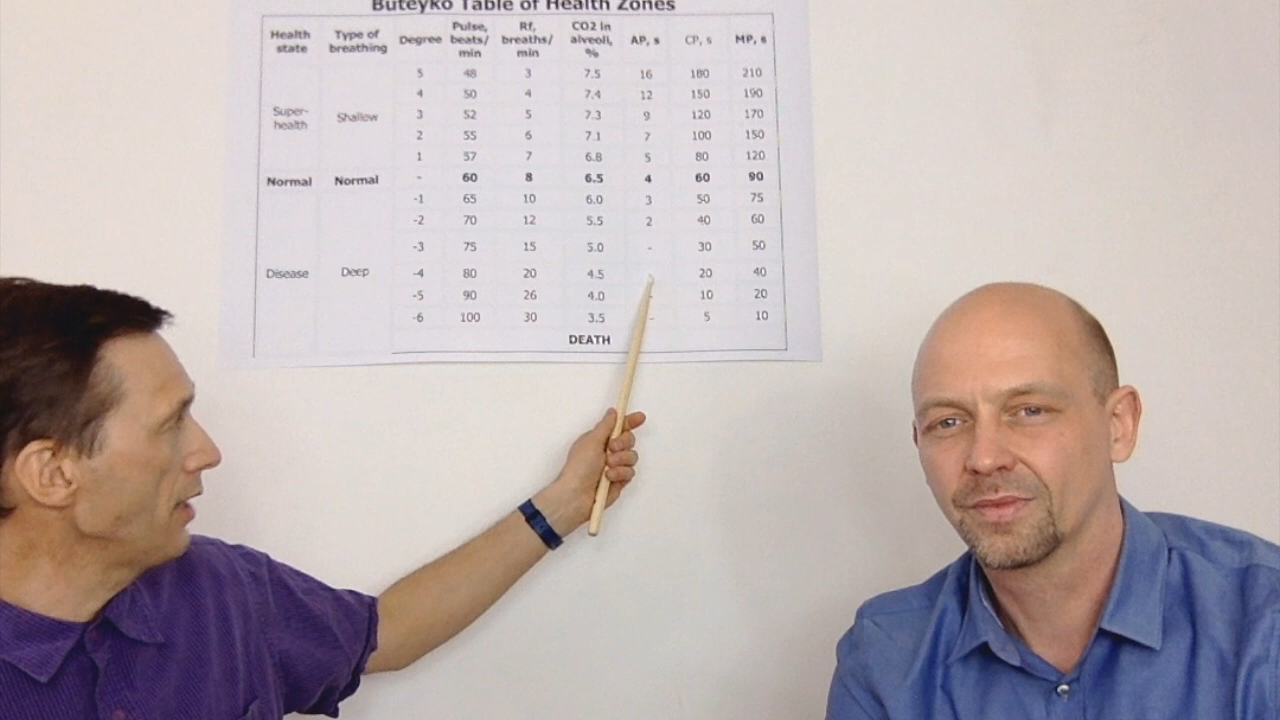 Buteyko Table of Health Zones
Health state Type of breathing Degree Pulse, beats/ min Rf, breaths/ min CO2 in alveoli, % AP, s CP, s MP, s
5 48 3 7.5 16 180 210
4 50 4 7.4 12 150 190
Super- health Shallow 3 52 5 7.3 9 120 170
2 55 6 7.1 7 100 150
1 57 7 6.8 5 80 120
Normal Normal - 60 8 6.5 4 60 90
-1 65 10 6.0 3 50 75
-2 70 12 5.5 2 40 60
-3 75 15 5.0 - 30 50
Disease Deep -4 80 20 4.5 20 40
-5 90 26 4.0 - 10 20
-6 100 30 3.5 - 5 10
DEATH